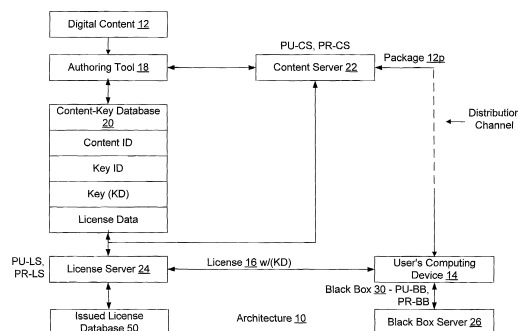 Digital Content 12
Authoring Tool 18
PU-CS, PR-CS
Content Server 22
Package 12p
Distribution
Channel
Content-Key Database
20
Content ID
Key ID
Key (KD)
License Data
PU-LS,
PR-LS
License Server 24
License 16 w/(KD)
User's Computing
Device 14
Black Box 30 - PU-BB,
PR-BB
Issued License
Database 50
Architecture 10
Black Box Server 26